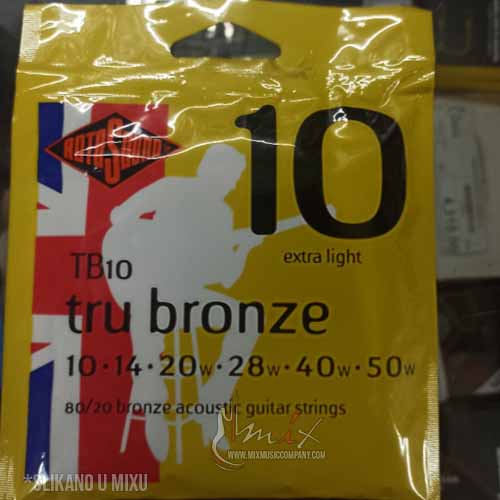 ROTOSOUND
10
extra light
TB10
tru bronze
10·14·20w·28w·40w·50w
80/20 bronze acoustic guitar strings
mix
WWW.MIXMUSICCOMPANY.COM
*SLIKANO U MIXU